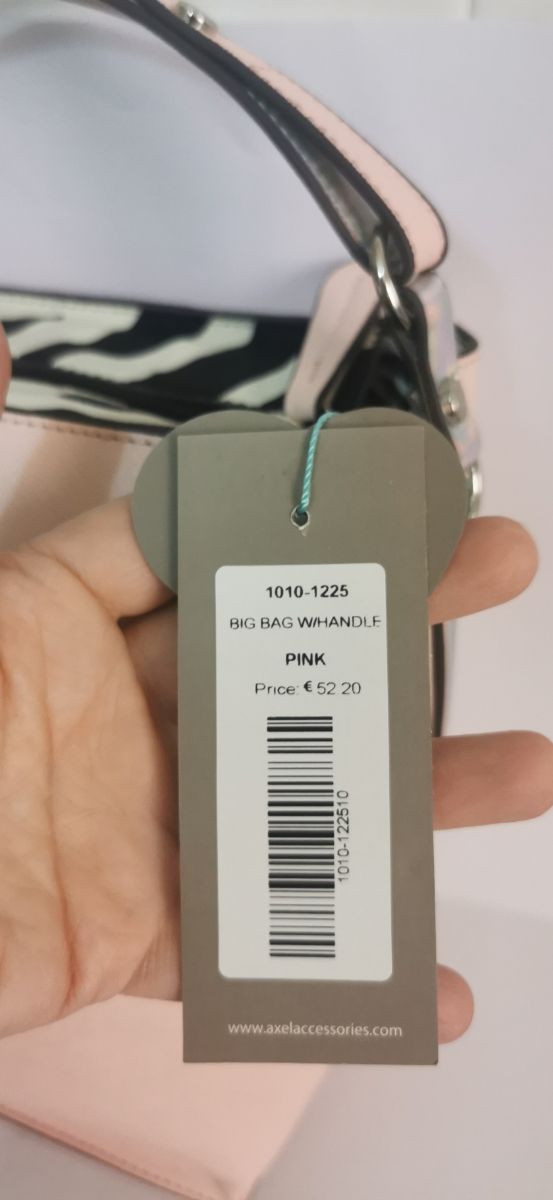 1010-1225
BIG BAG W/HANDLE
PINK
Price: € 52.20
1010-122510
www.axelaccessories.com